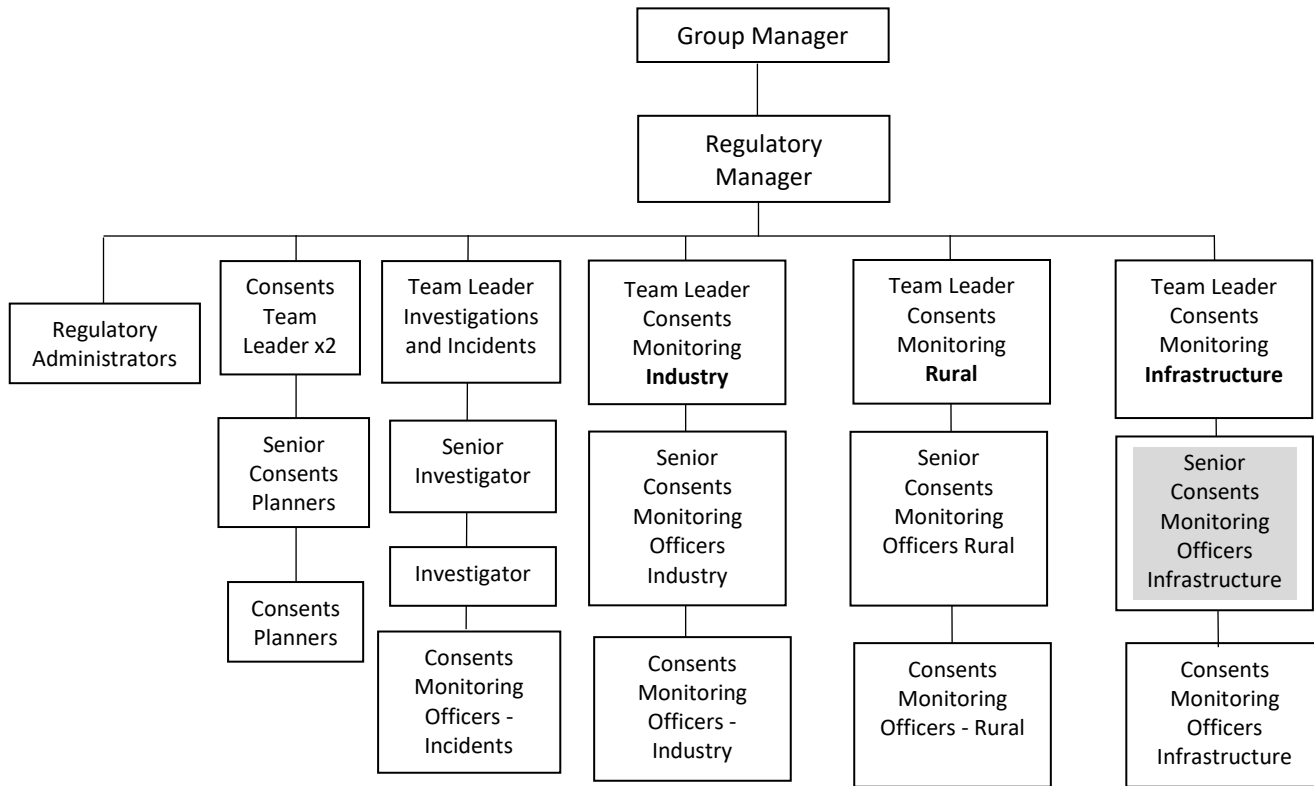 Group Manager
Regulatory
Manager
Regulatory
Administrators
Consents
Team
Leader x2
Team Leader
Investigations
and Incidents
Team Leader
Consents
Monitoring
Industry
Team Leader
Consents
Monitoring
Rural
Team Leader
Consents
Monitoring
Infrastructure
Senior
Consents
Planners
Senior
Investigator
Senior
Consents
Monitoring
Officers
Industry
Senior
Consents
Monitoring
Officers Rural
Senior
Consents
Monitoring
Officers
Infrastructure
Investigator
Consents
Planners
Consents
Monitoring
Officers -
Incidents
Consents
Monitoring
Officers -
Industry
Consents
Monitoring
Officers - Rural
Consents
Monitoring
Officers
Infrastructure